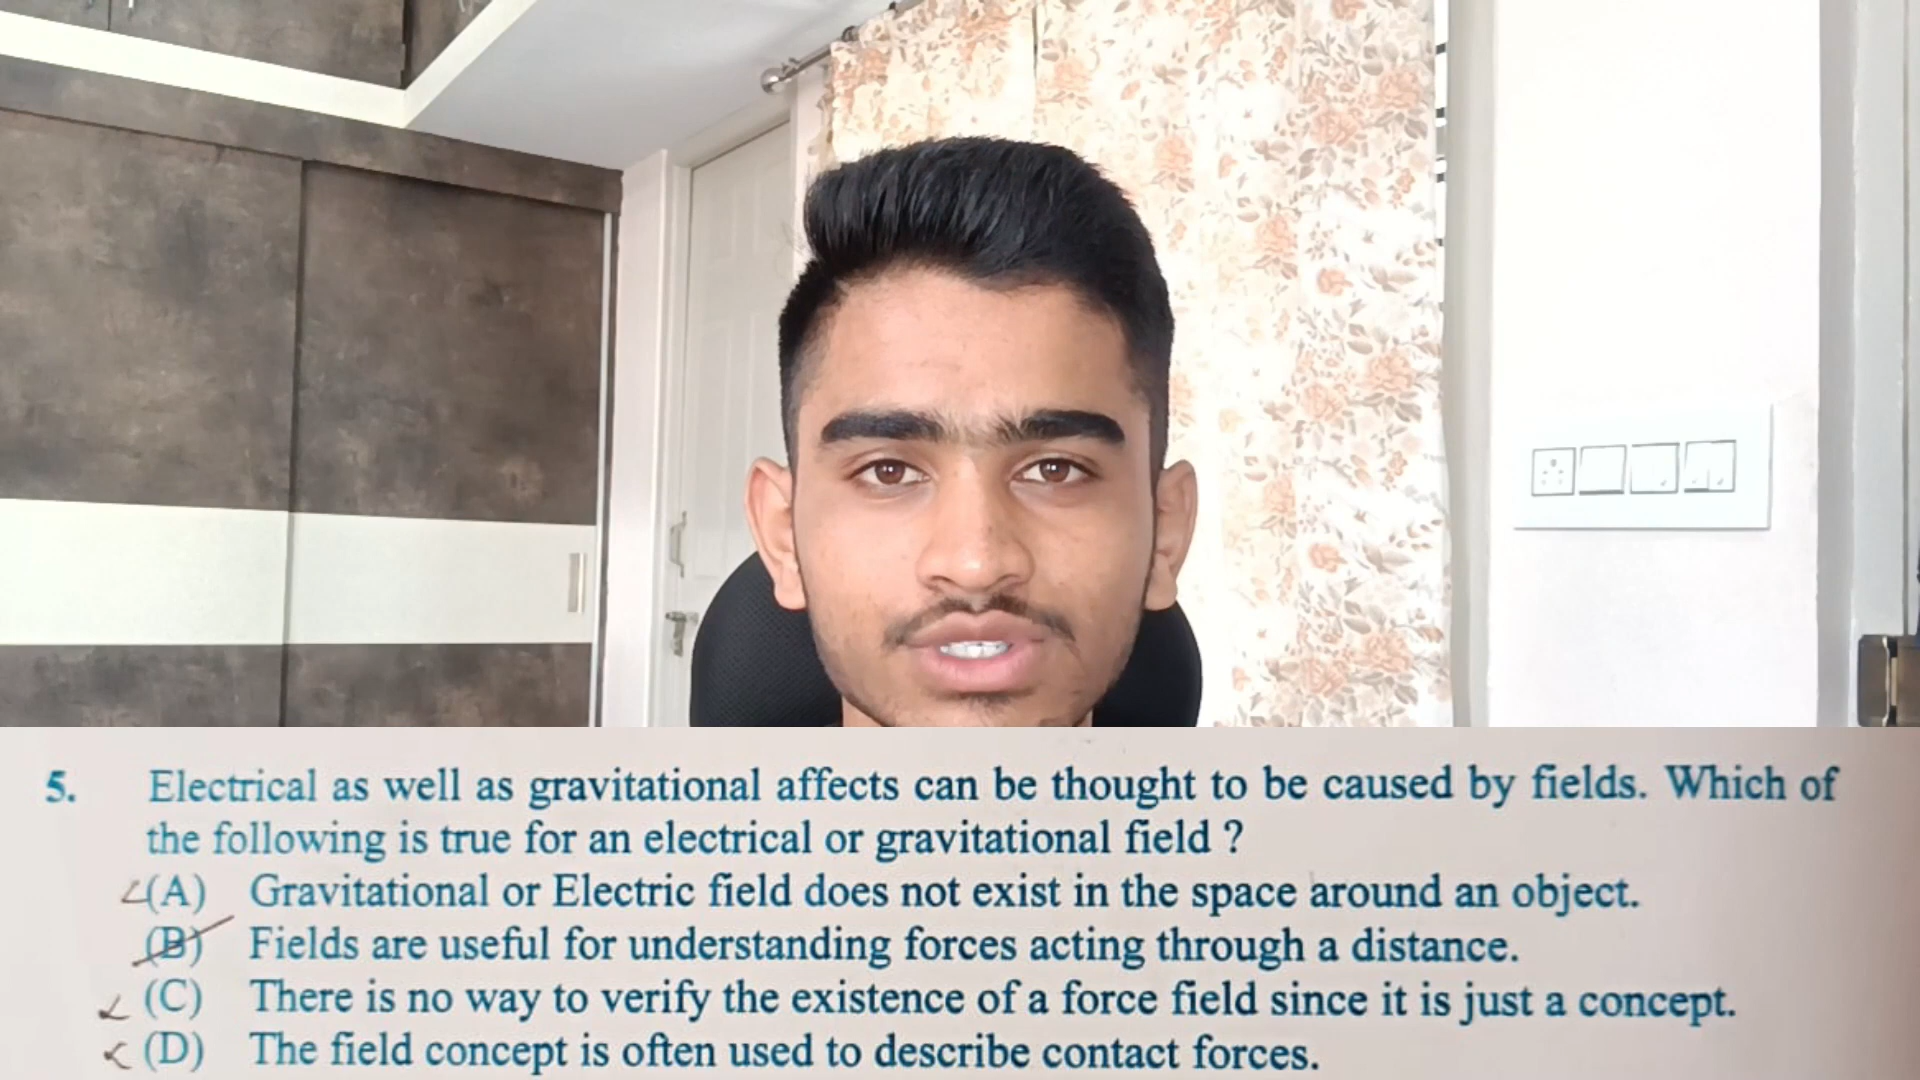 5. Electrical as well as gravitational affects can be thought to be caused by fields. Which of
the following is true for an electrical or gravitational field ?
(A) Gravitational or Electric field does not exist in the space around an object.
(B) Fields are useful for understanding forces acting through a distance.
(C) There is no way to verify the existence of a force field since it is just a concept.
(D) The field concept is often used to describe contact forces.